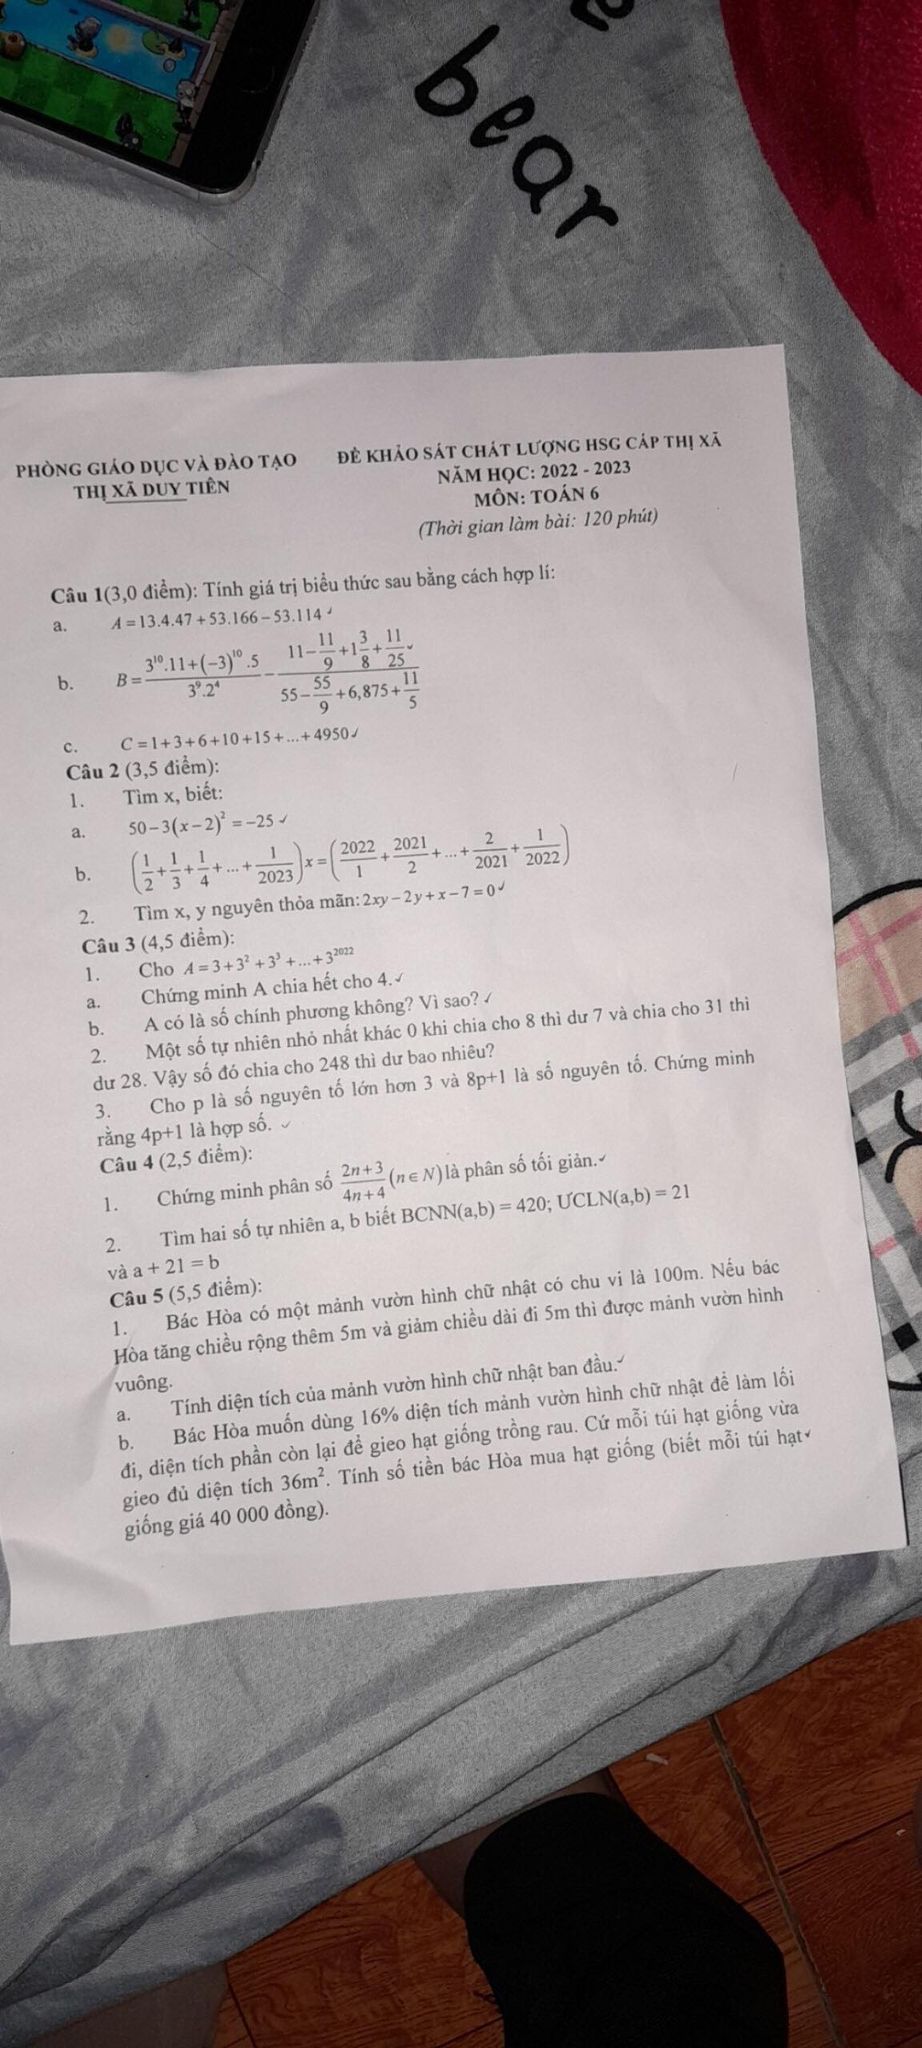 e
bear
PHÒNG GIÁO DỤC VÀ ĐÀO TẠO
THỊ XÃ DUY TIÊN
ĐỀ KHẢO SÁT CHẤT LƯỢNG HSG CẤP THỊ XÃ
NĂM HỌC: 2022 - 2023
MÔN: TOÁN 6
(Thời gian làm bài: 120 phút)
Câu 1(3,0 điểm): Tính giá trị biểu thức sau bằng cách hợp lí:
a. A = 13.4.47 + 53.166 – 53.114
b. B = \frac{3^{10}.11+(-3)^{10}.5}{3^9.2^4} - \frac{11-\frac{11}{9}+1\frac{3}{8}+\frac{11}{25}}{55-\frac{55}{9}+6,875+\frac{11}{5}}
c. C = 1+3+6+10+15+...+4950
Câu 2 (3,5 điểm):
1. Tìm x, biết:
a. 50 – 3(x – 2)² = –25
b. (\frac{1}{2}+\frac{1}{3}+\frac{1}{4}+...+\frac{1}{2023})x = (\frac{2022}{1}+\frac{2021}{2}+...+\frac{2}{2021}+\frac{1}{2022})
2. Tìm x, y nguyên thỏa mãn: 2xy – 2y + x – 7 = 0
Câu 3 (4,5 điểm):
1. Cho A = 3 + 3² + 3³ + ... + 3²⁰²²
a. Chứng minh A chia hết cho 4.
b. A có là số chính phương không? Vì sao?
2. Một số tự nhiên nhỏ nhất khác 0 khi chia cho 8 thì dư 7 và chia cho 31 thì
dư 28. Vậy số đó chia cho 248 thì dư bao nhiêu?
3. Cho p là số nguyên tố lớn hơn 3 và 8p+1 là số nguyên tố. Chứng minh
rằng 4p+1 là hợp số.
Câu 4 (2,5 điểm):
1. Chứng minh phân số \frac{2n+3}{4n+4} (n ∈ N) là phân số tối giản.
2. Tìm hai số tự nhiên a, b biết BCNN(a,b) = 420; ƯCLN(a,b) = 21
và a + 21 = b
Câu 5 (5,5 điểm):
1. Bác Hòa có một mảnh vườn hình chữ nhật có chu vi là 100m. Nếu bác
Hòa tăng chiều rộng thêm 5m và giảm chiều dài đi 5m thì được mảnh vườn hình
vuông.
a. Tính diện tích của mảnh vườn hình chữ nhật ban đầu.
b. Bác Hòa muốn dùng 16% diện tích mảnh vườn hình chữ nhật để làm lối
đi, diện tích phần còn lại để gieo hạt giống trồng rau. Cứ mỗi túi hạt giống vừa
gieo đủ diện tích 36m². Tính số tiền bác Hòa mua hạt giống (biết mỗi túi hạt
giống giá 40 000 đồng).